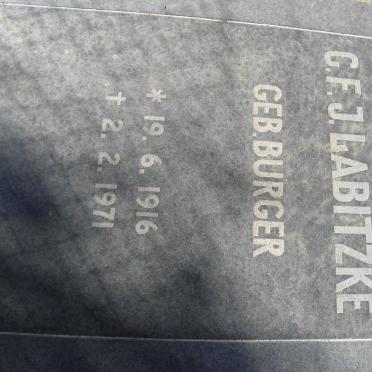 G.F.J. LABITZKE
GEB. BURGER
* 19. 6. 1916
† 2. 2. 1971